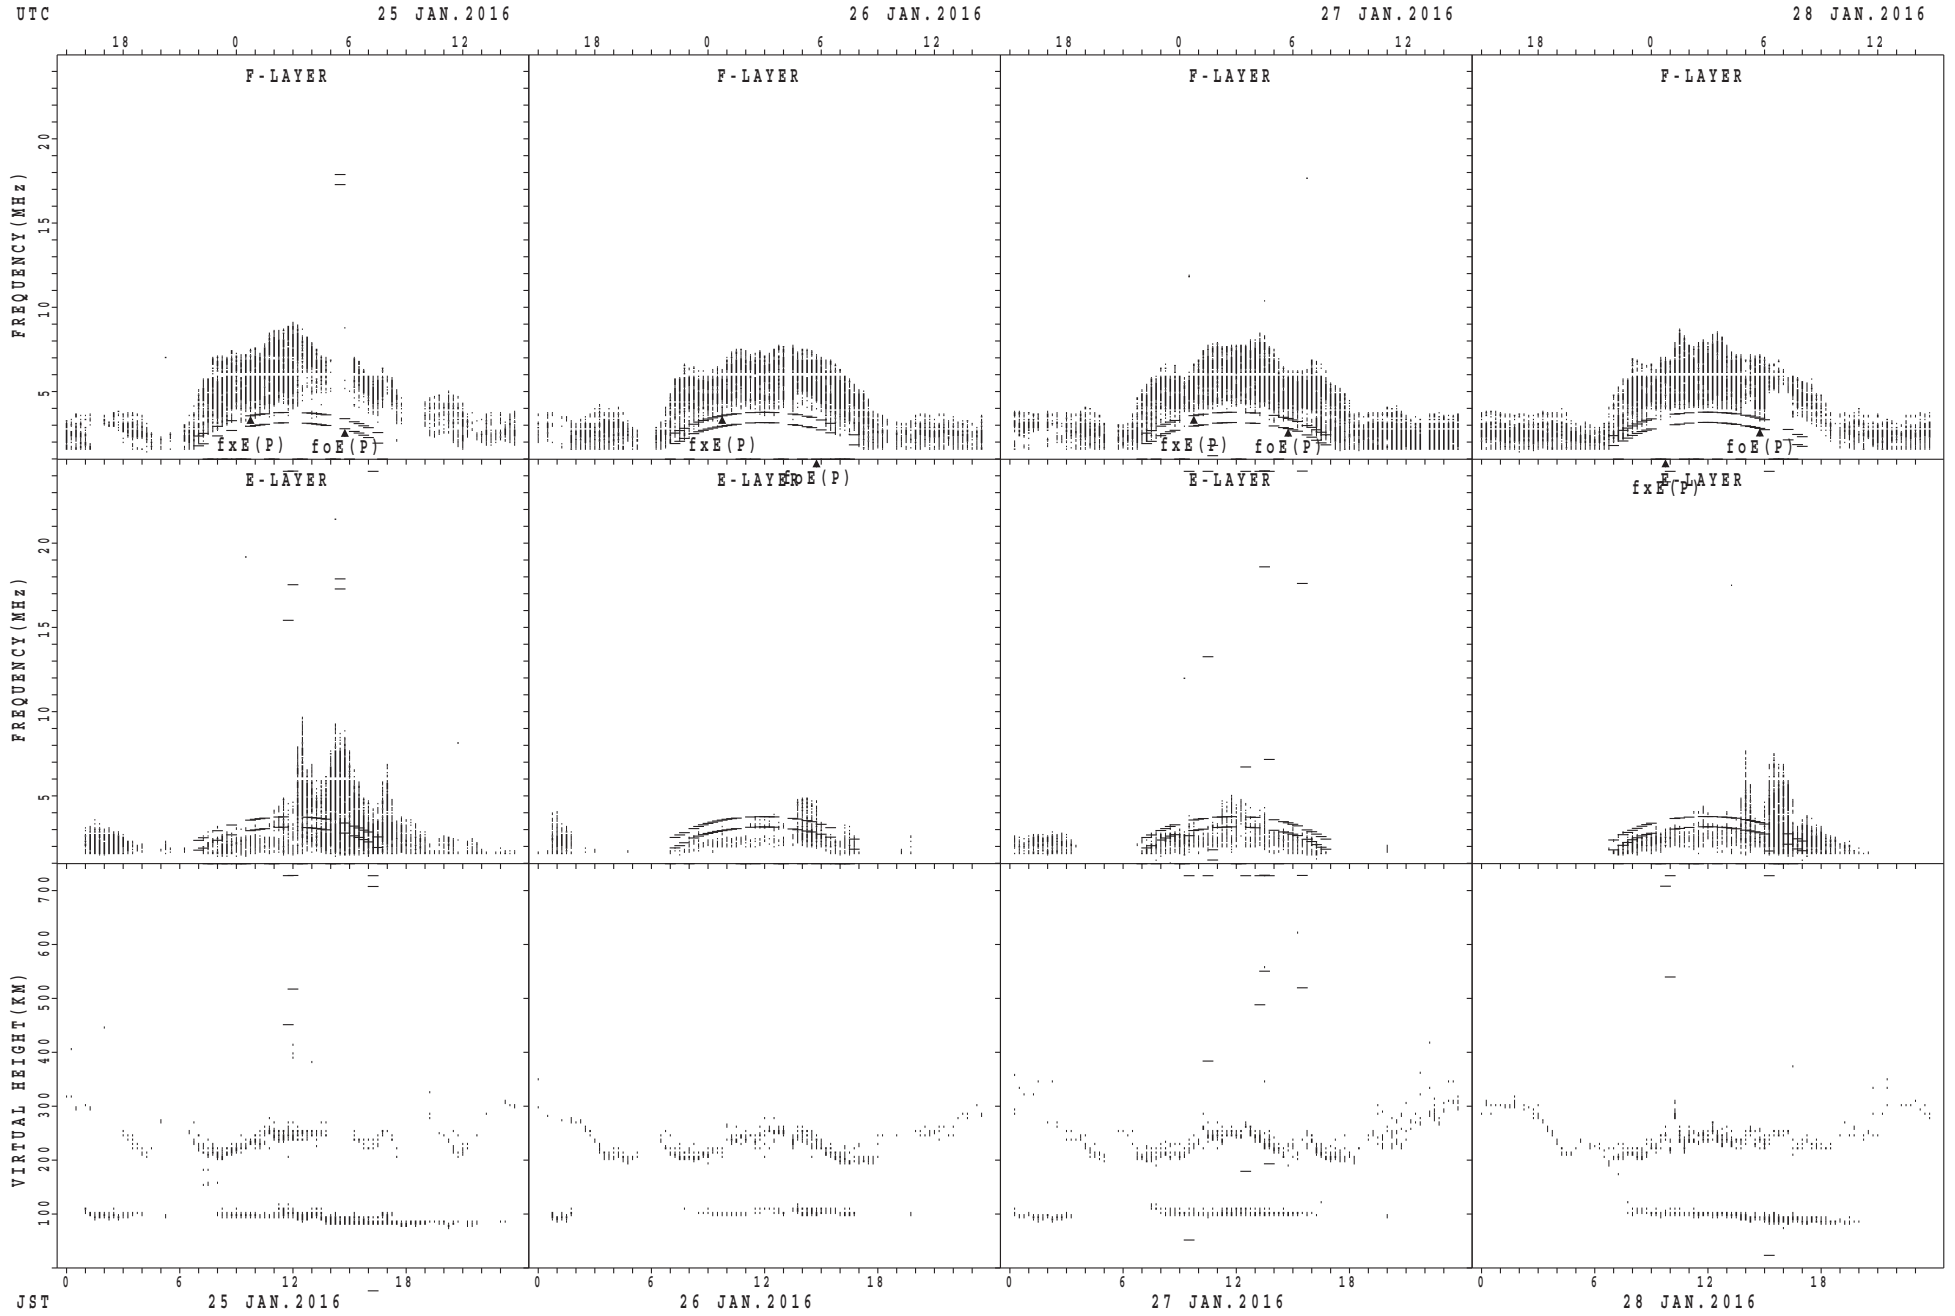 UTC 25 JAN.2016 26 JAN.2016 27 JAN.2016 28 JAN.2016
18 0 6 12 18 0 6 12 18 0 6 12 18 0 6 12
F-LAYER F-LAYER F-LAYER F-LAYER
FREQUENCY(MHz)
20
15
10
5
fxE(P) foE(P) fxE(P) fxE(P) foE(P) foE(P)
E-LAYER E-LAYER foE(P) E-LAYER E-LAYER
fxE(P)
FREQUENCY(MHz)
20
15
10
5
VIRTUAL HEIGHT(KM)
700
600
500
400
300
200
100
0 6 12 18 0 6 12 18 0 6 12 18 0 6 12 18
JST 25 JAN.2016 26 JAN.2016 27 JAN.2016 28 JAN.2016